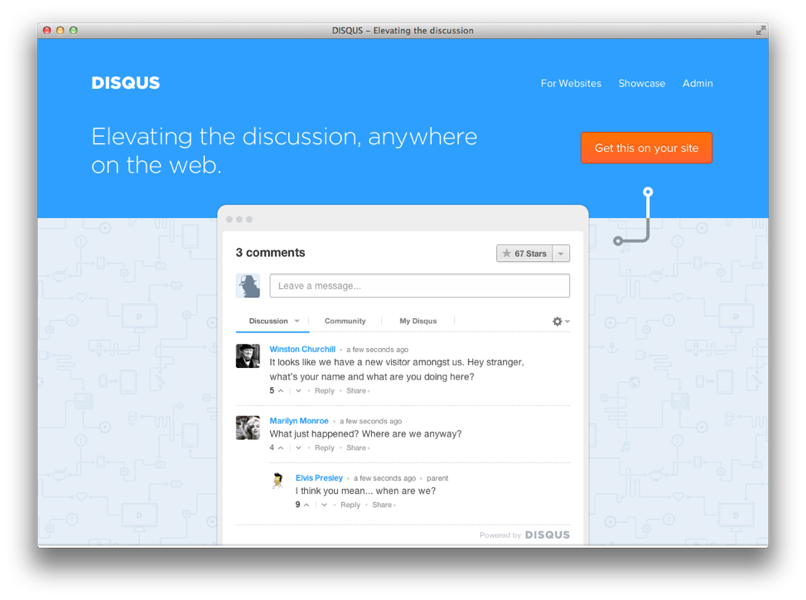 DISQUS – Elevating the discussion
DISQUS
For Websites Showcase Admin
Elevating the discussion, anywhere
on the web.
Get this on your site
3 comments
67 Stars
Leave a message...
Discussion Community My Disqus
Winston Churchill • a few seconds ago
It looks like we have a new visitor amongst us. Hey stranger,
what's your name and what are you doing here?
5 • Reply • Share ›
Marilyn Monroe • a few seconds ago
What just happened? Where are we anyway?
4 • Reply • Share ›
Elvis Presley • a few seconds ago • parent
I think you mean... when are we?
9 • Reply • Share ›
Powered by DISQUS